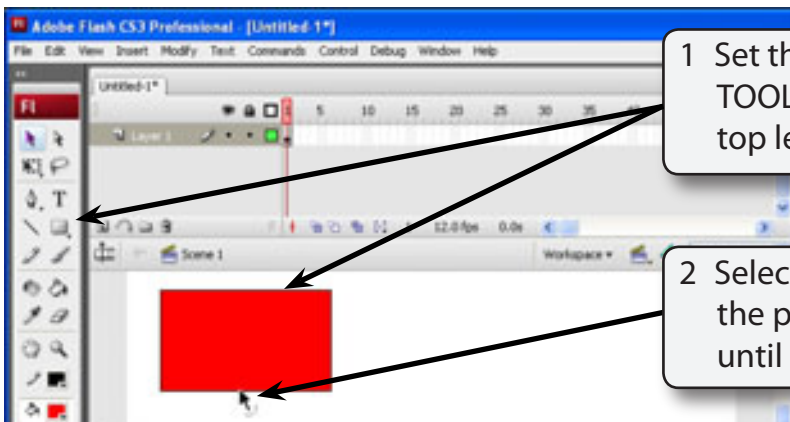 Adobe Flash CS3 Professional - [Untitled-1*]
File Edit View Insert Modify Text Commands Control Debug Window Help
Untitled-1*
Fl
5 10 15 20 25 30 35
Layer 1
12.0 fps 0.0s
Scene 1
Workspace
T
1 Set th
TOOL
top le
2 Selec
the p
until